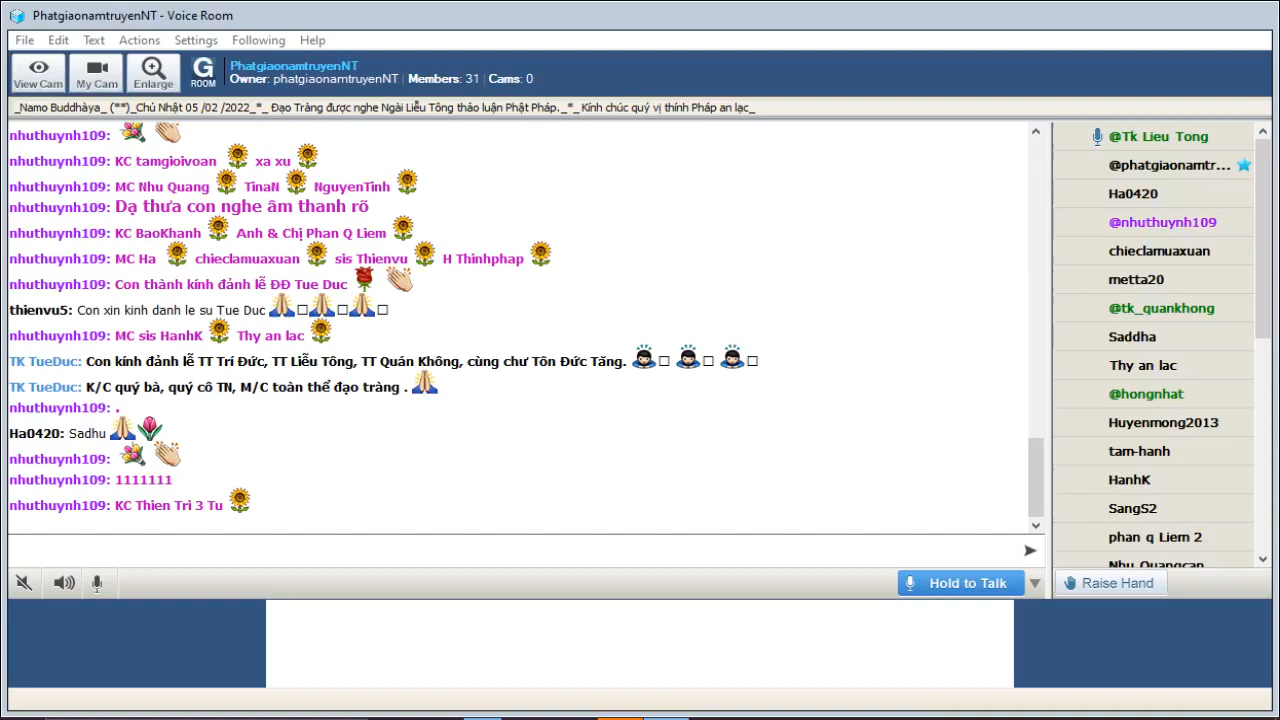 PhatgiaonamtruyenNT - Voice Room
File Edit Text Actions Settings Following Help
View Cam My Cam Enlarge
G ROOM
PhatgiaonamtruyenNT
Owner: phatgiaonamtruyenNT | Members: 31 | Cams: 0
_Namo Buddhàya_ (**)_Chủ Nhật 05 /02 /2022_*_ Đạo Tràng được nghe Ngài Liễu Tông thảo luận Phật Pháp._*_ Kính chúc quý vị thính Pháp an lạc_
nhuthuynh109:
nhuthuynh109: KC tamgioivoan xa xu
nhuthuynh109: MC Nhu Quang TinaN NguyenTinh
nhuthuynh109: Dạ thưa con nghe âm thanh rõ
nhuthuynh109: KC BaoKhanh Anh & Chị Phan Q Liem
nhuthuynh109: MC Ha chieclamuaxuan sis Thienvu H Thinhphap
nhuthuynh109: Con thành kính đảnh lễ ĐĐ Tue Duc
thienvu5: Con xin kinh danh le su Tue Duc
nhuthuynh109: MC sis HanhK Thy an lac
TK TueDuc: Con kính đảnh lễ TT Trí Đức, TT Liễu Tông, TT Quán Không, cùng chư Tôn Đức Tăng.
TK TueDuc: K/C quý bà, quý cô TN, M/C toàn thể đạo tràng .
nhuthuynh109: .
Ha0420: Sadhu
nhuthuynh109:
nhuthuynh109: 1111111
nhuthuynh109: KC Thien Tri 3 Tu
@Tk Lieu Tong
@phatgiaonamtr...
Ha0420
@nhuthuynh109
chieclamuaxuan
metta20
@tk_quankhong
Saddha
Thy an lac
@hongnhat
Huyenmong2013
tam-hanh
HanhK
SangS2
phan q Liem 2
Hold to Talk
Raise Hand